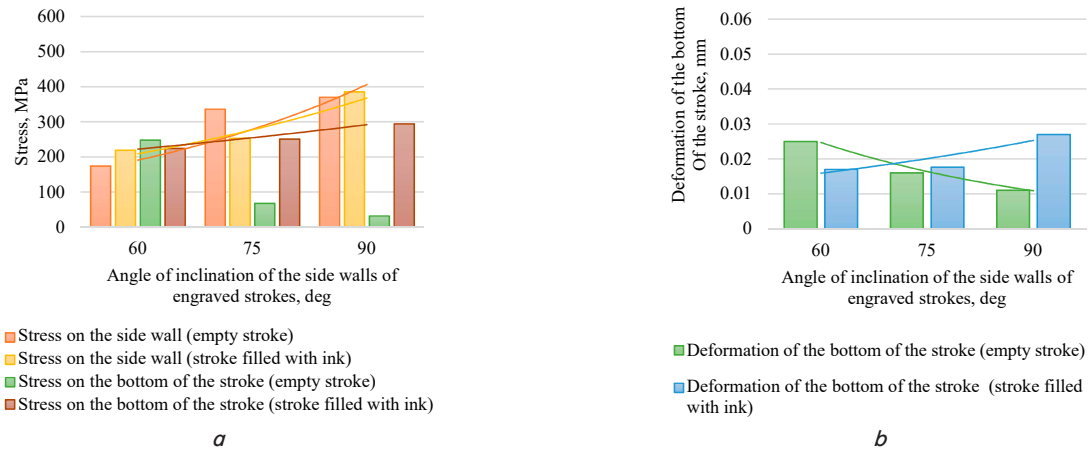 600
500
400
300
200
100
0
Stress, MPa
60 75 90
Angle of inclination of the side walls of
engraved strokes, deg
Stress on the side wall (empty stroke)
Stress on the side wall (stroke filled with ink)
Stress on the bottom of the stroke (empty stroke)
Stress on the bottom of the stroke (stroke filled with ink)
a
0.06
0.05
0.04
0.03
0.02
0.01
0
Deformation of the bottom
Of the stroke, mm
60 75 90
Angle of inclination of the side walls of
engraved strokes, deg
Deformation of the bottom of the stroke (empty stroke)
Deformation of the bottom of the stroke (stroke filled
with ink)
b